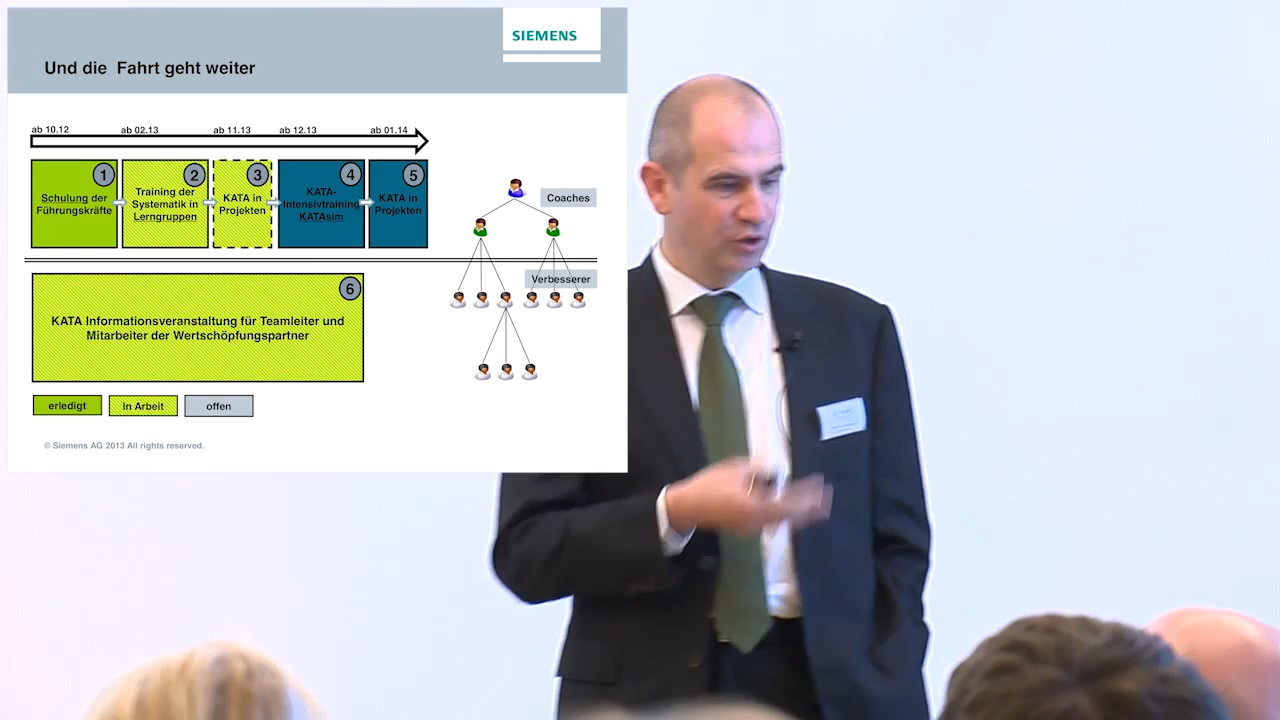 SIEMENS
Und die Fahrt geht weiter
ab 10.12
ab 02.13
ab 11.13
ab 12.13
ab 01.14
1
Schulung der
Führungskräfte
2
Training der
Systematik in
Lerngruppen
3
KATA in
Projekten
4
KATA-
Intensivtraining
KATAsim
5
KATA in
Projekten
Coaches
Verbesserer
6
KATA Informationsveranstaltung für Teamleiter und
Mitarbeiter der Wertschöpfungspartner
erledigt
in Arbeit
offen
© Siemens AG 2013 All rights reserved.